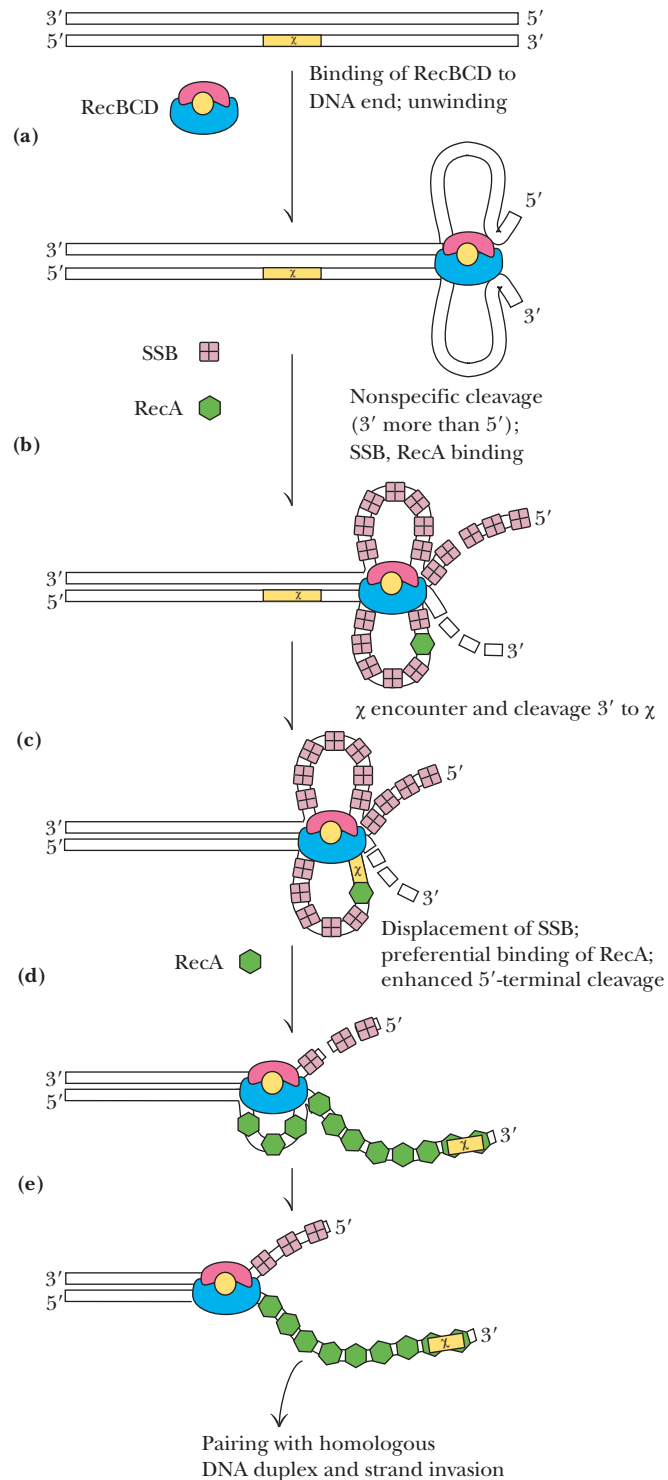 3′ 5′
5′ χ 3′
Binding of RecBCD to
DNA end; unwinding
RecBCD
(a)
5′
3′
5′ χ
3′
SSB
RecA
Nonspecific cleavage
(3′ more than 5′);
SSB, RecA binding
(b)
5′
3′
5′ χ
3′
χ encounter and cleavage 3′ to χ
(c)
5′
3′
5′
χ
3′
Displacement of SSB;
preferential binding of RecA;
enhanced 5′-terminal cleavage
RecA
(d)
5′
3′
5′
χ 3′
(e)
5′
3′
5′
χ 3′
Pairing with homologous
DNA duplex and strand invasion